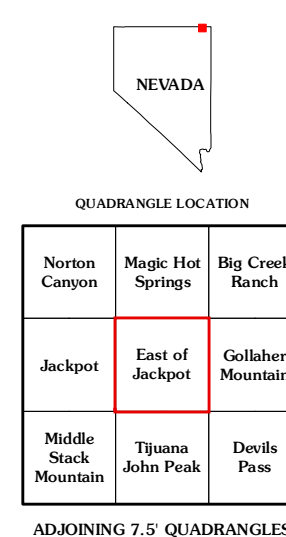 NEVADA
QUADRANGLE LOCATION
Norton
Canyon
Magic Hot
Springs
Big Creek
Ranch
Jackpot
East of
Jackpot
Gollaher
Mountain
Middle
Stack
Mountain
Tijuana
John Peak
Devils
Pass
ADJOINING 7.5' QUADRANGLES